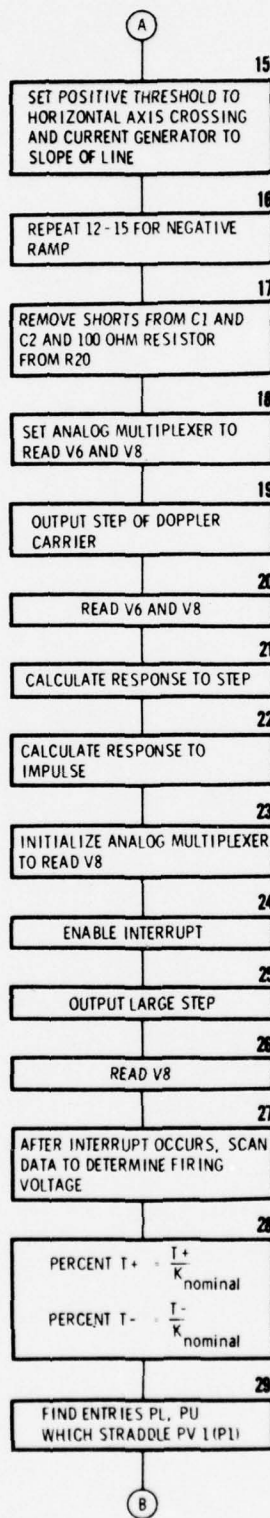 A
15
SET POSITIVE THRESHOLD TO
HORIZONTAL AXIS CROSSING
AND CURRENT GENERATOR TO
SLOPE OF LINE
16
REPEAT 12-15 FOR NEGATIVE
RAMP
17
REMOVE SHORTS FROM C1 AND
C2 AND 100 OHM RESISTOR
FROM R20
18
SET ANALOG MULTIPLEXER TO
READ V6 AND V8
19
OUTPUT STEP OF DOPPLER
CARRIER
20
READ V6 AND V8
21
CALCULATE RESPONSE TO STEP
22
CALCULATE RESPONSE TO
IMPULSE
23
INITIALIZE ANALOG MULTIPLEXER
TO READ V8
24
ENABLE INTERRUPT
25
OUTPUT LARGE STEP
26
READ V8
27
AFTER INTERRUPT OCCURS, SCAN
DATA TO DETERMINE FIRING
VOLTAGE
28
PERCENT T+ = T+ / K nominal
PERCENT T- = T- / K nominal
29
FIND ENTRIES PL, PU
WHICH STRADDLE PV 1(P1)
B